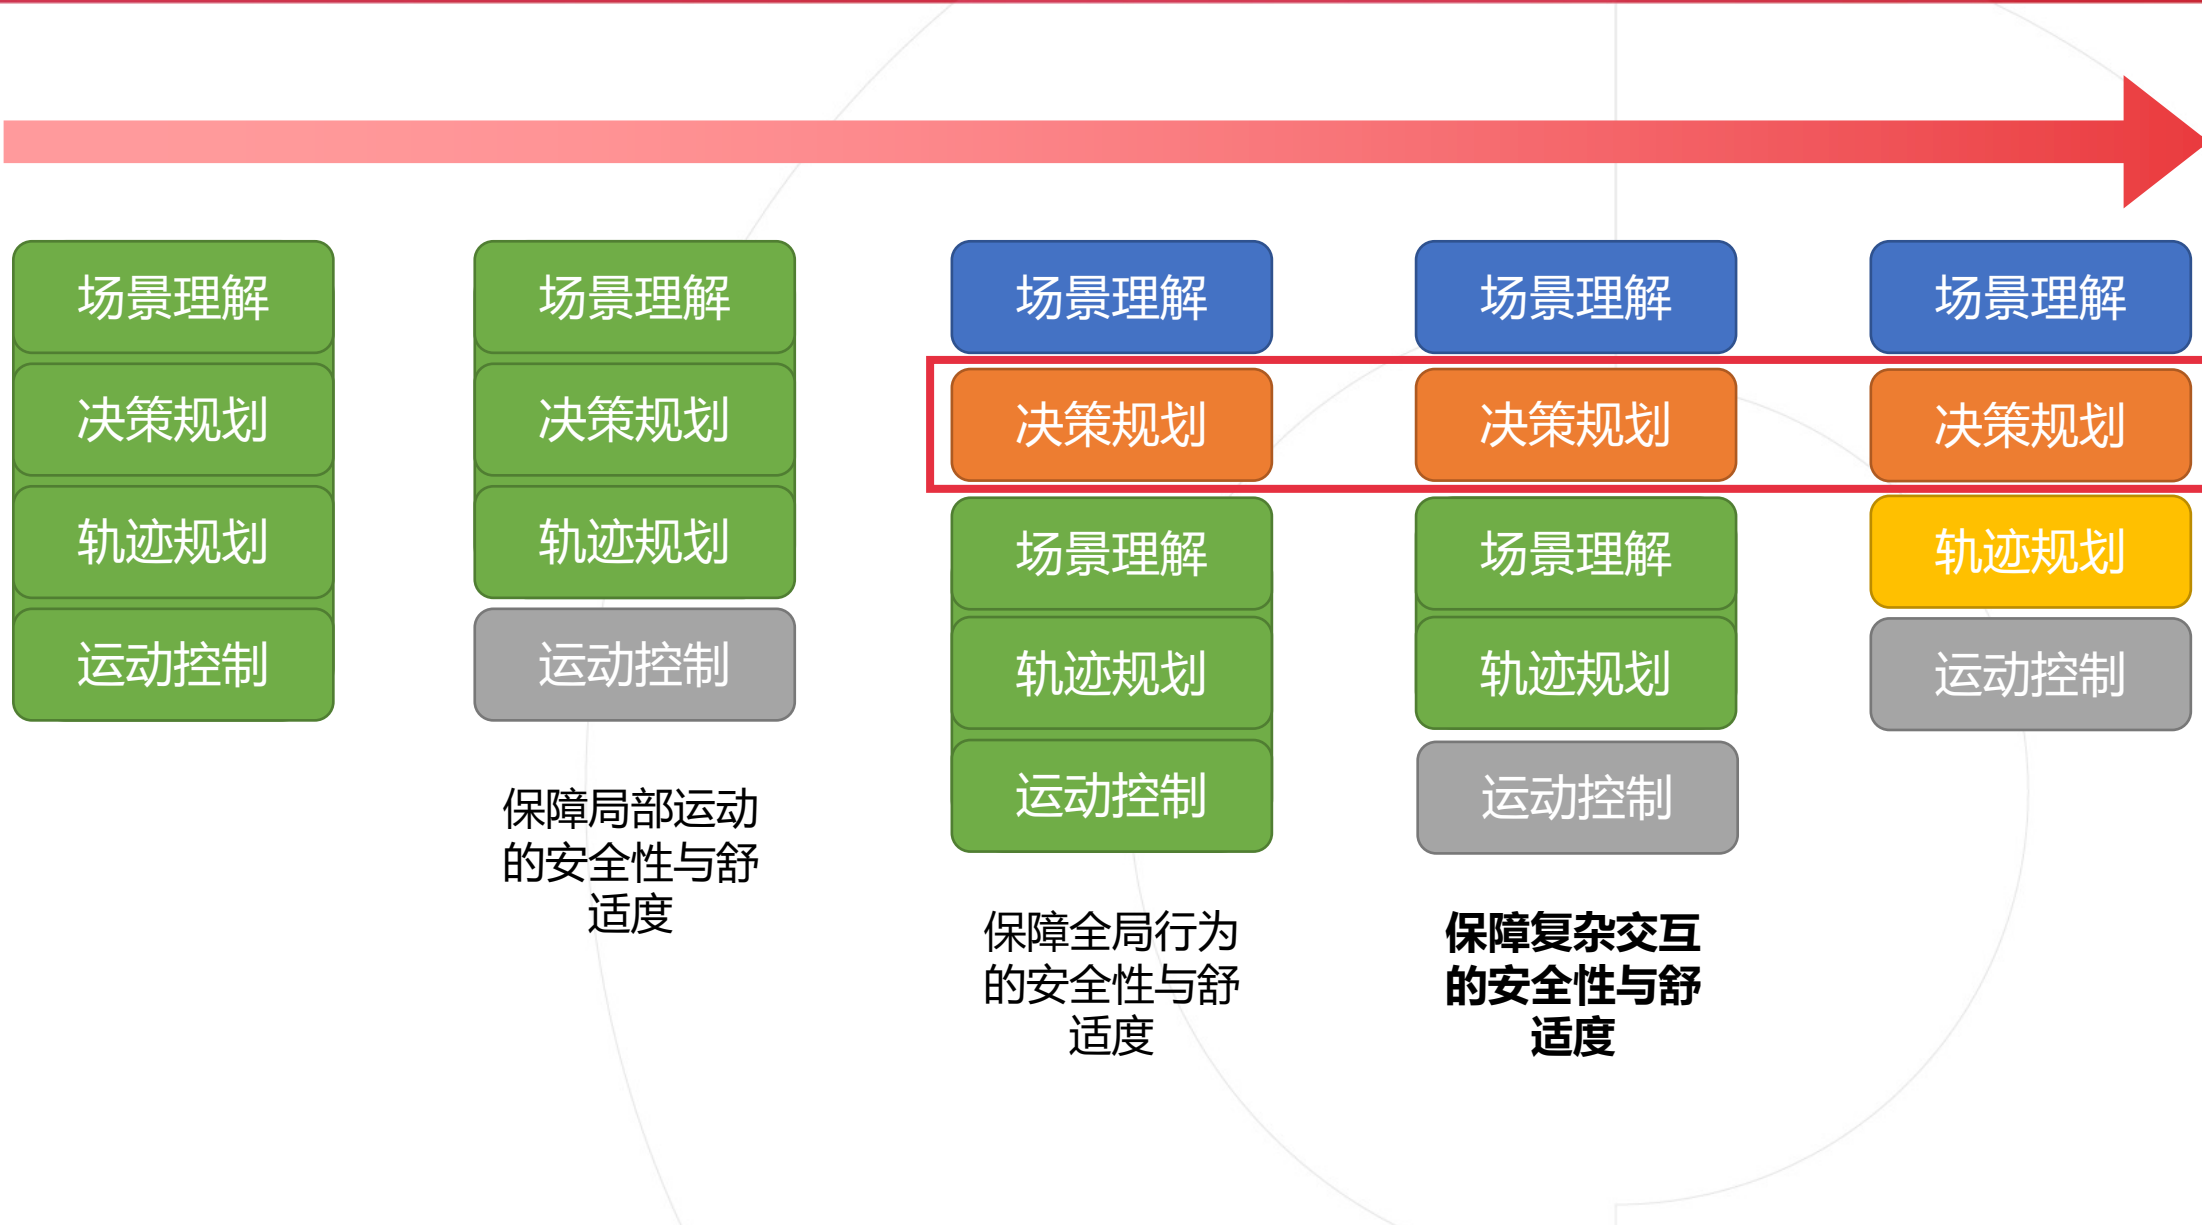 场景理解
决策规划
轨迹规划
运动控制
场景理解
决策规划
轨迹规划
运动控制
保障局部运动
的安全性与舒
适度
场景理解
决策规划
场景理解
轨迹规划
运动控制
保障全局行为
的安全性与舒
适度
场景理解
决策规划
场景理解
轨迹规划
运动控制
保障复杂交互
的安全性与舒
适度
场景理解
决策规划
轨迹规划
运动控制